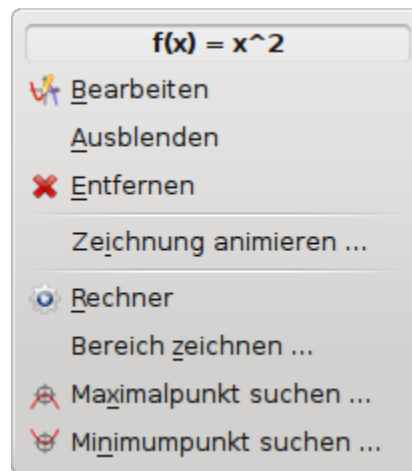 f(x) = x^2
Bearbeiten
Ausblenden
Entfernen
Zeichnung animieren ...
Rechner
Bereich zeichnen ...
Maximalpunkt suchen ...
Minimumpunkt suchen ...